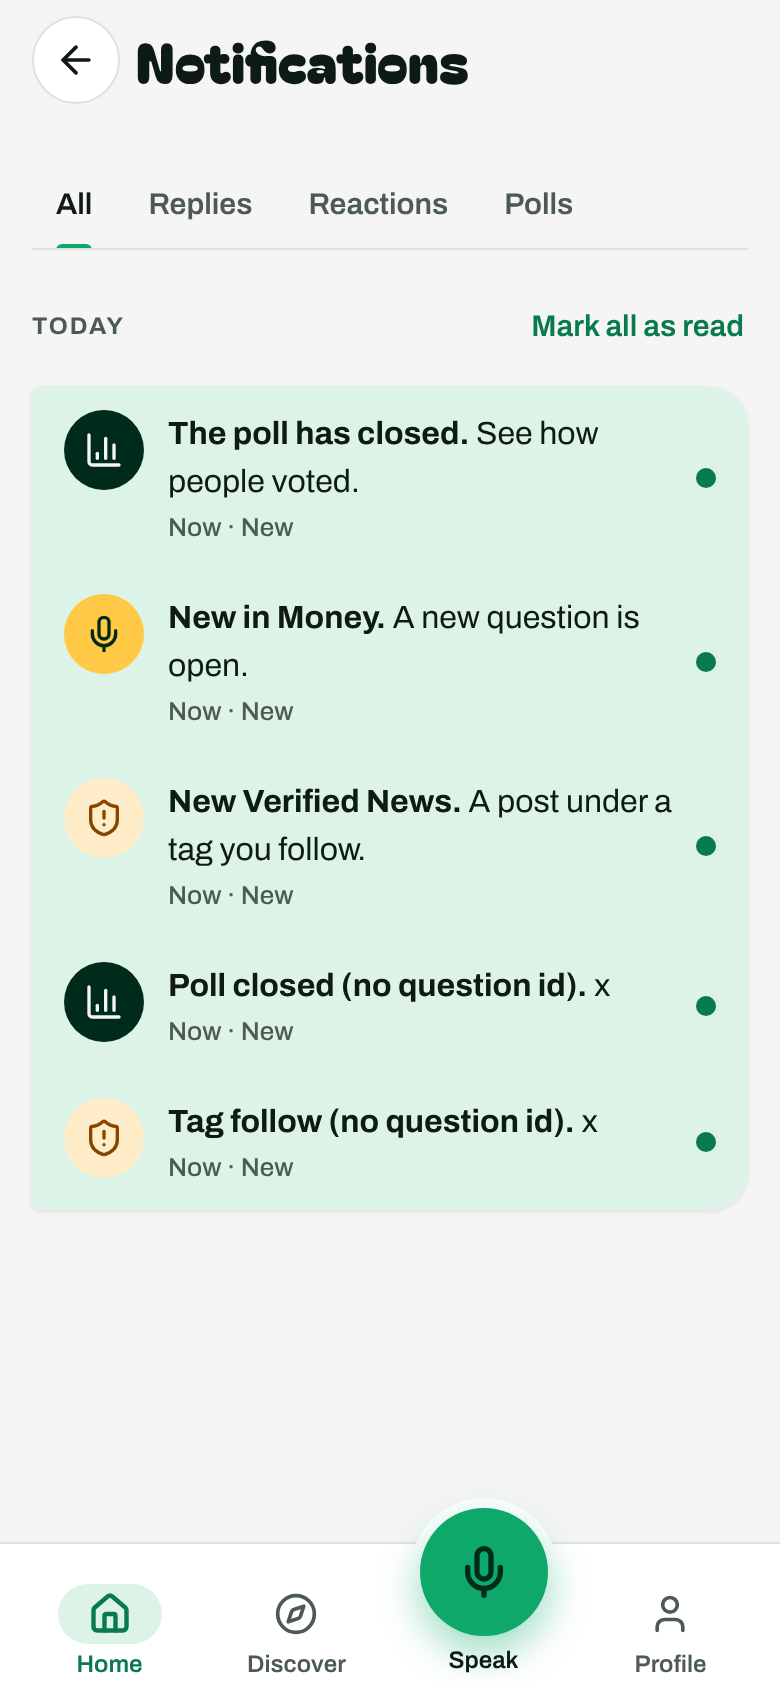 Notifications
All Replies Reactions Polls
TODAY Mark all as read
The poll has closed. See how
people voted.
Now · New
New in Money. A new question is
open.
Now · New
New Verified News. A post under a
tag you follow.
Now · New
Poll closed (no question id). x
Now · New
Tag follow (no question id). x
Now · New
Home Discover Speak Profile